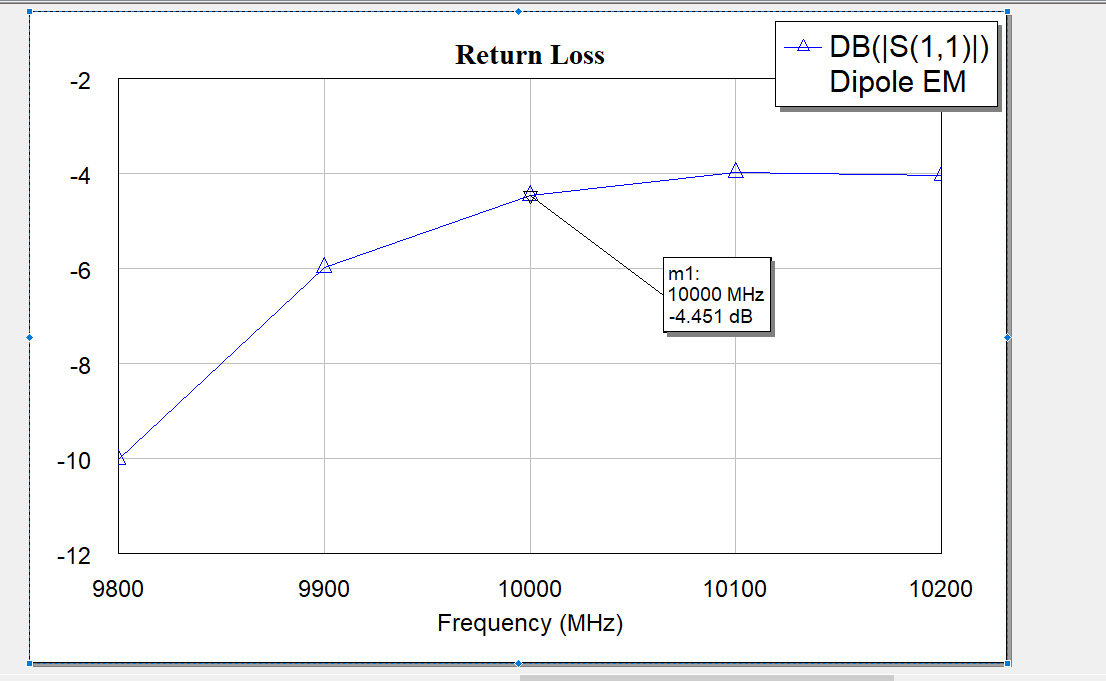 Return Loss
DB(|S(1,1)|)
Dipole EM
-2
-4
-6
-8
-10
-12
m1:
10000 MHz
-4.451 dB
9800
9900
10000
10100
10200
Frequency (MHz)